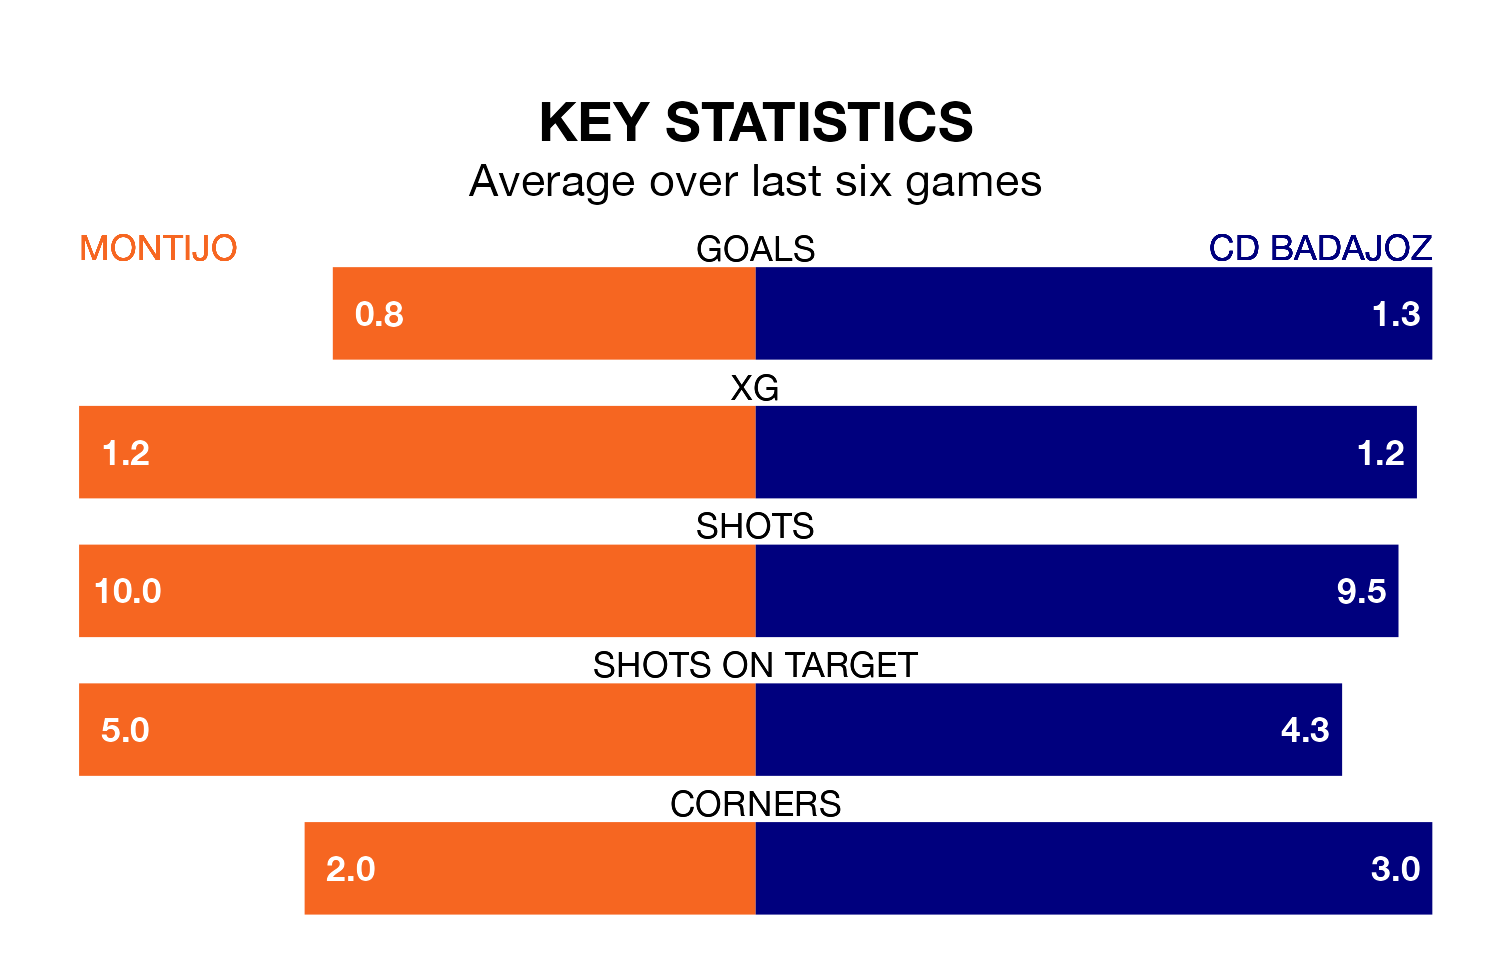 KEY STATISTICS
Average over last six games
MONTIJO GOALS CD BADAJOZ
0.8 1.3
XG
1.2 1.2
SHOTS
10.0 9.5
SHOTS ON TARGET
5.0 4.3
CORNERS
2.0 3.0